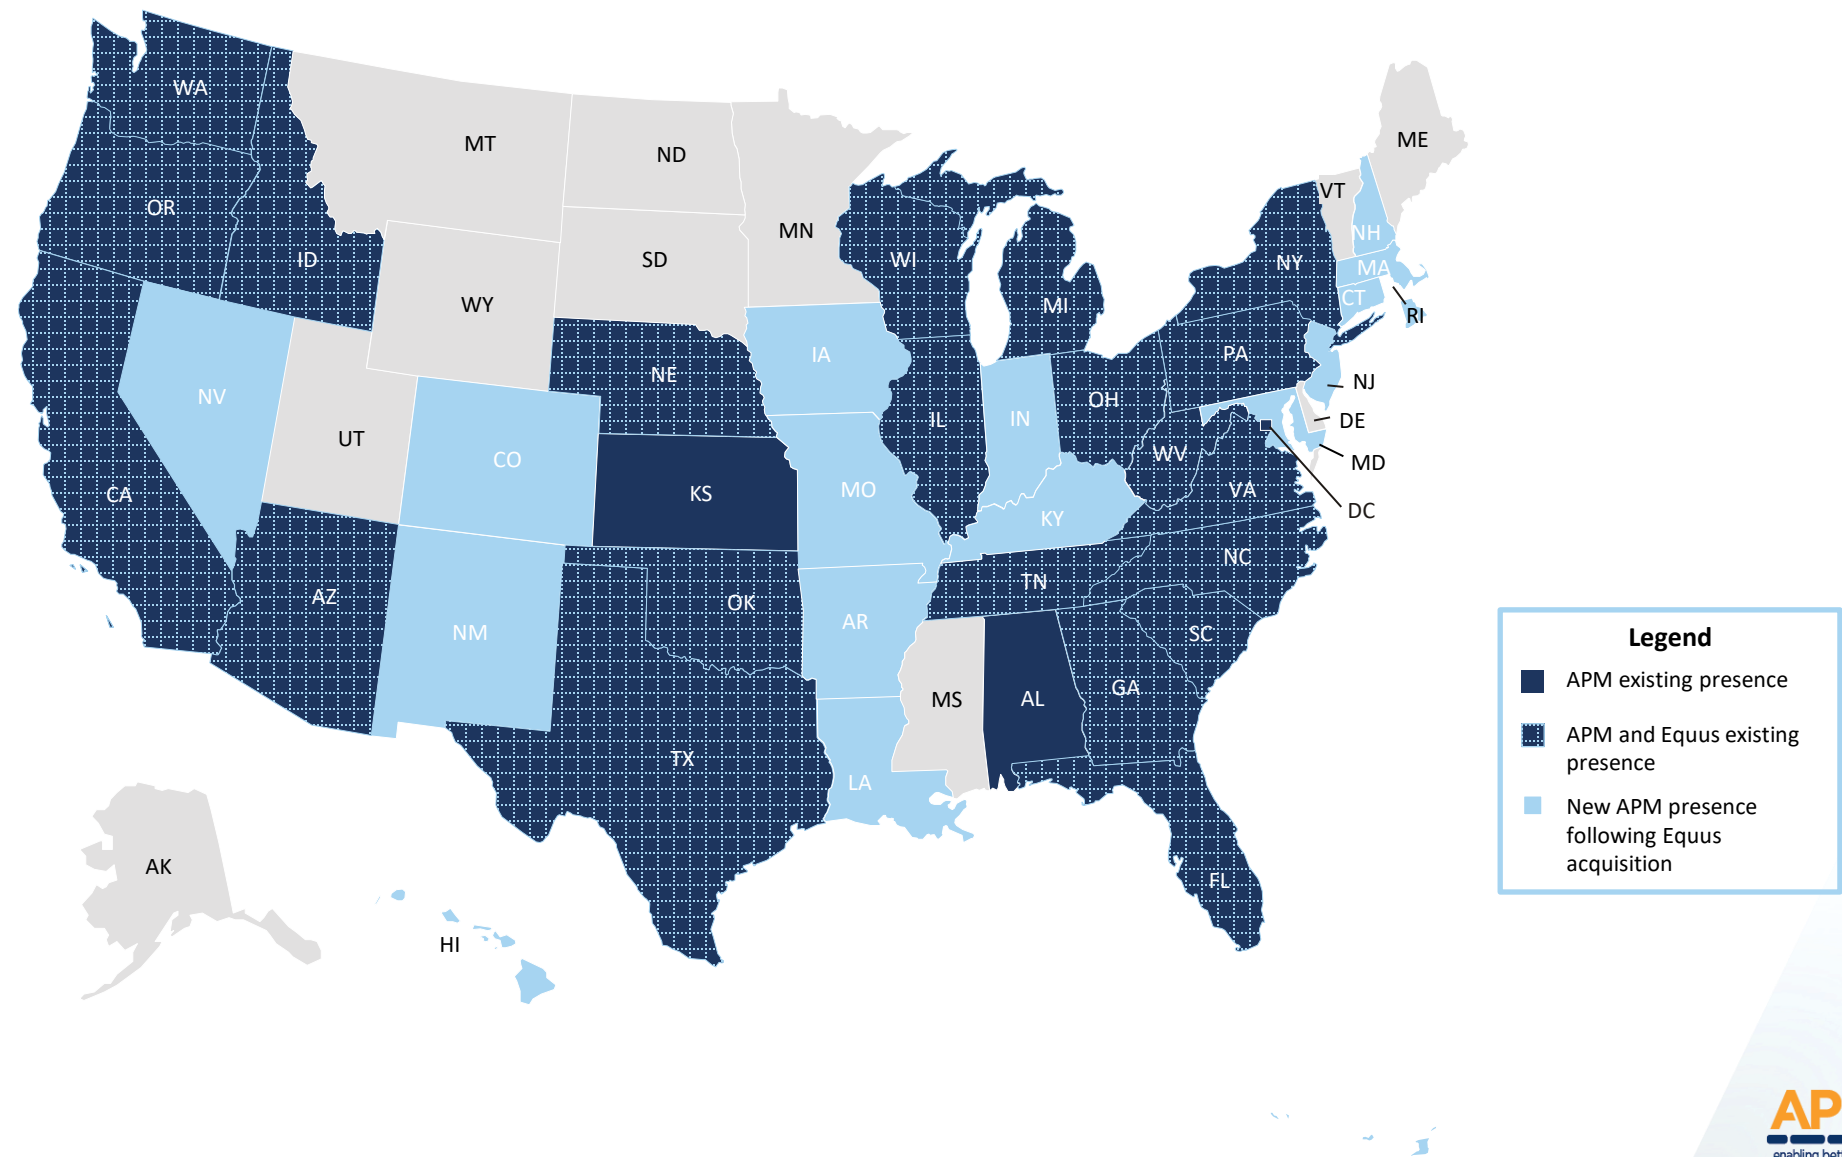 WA
MT
ND
ME
VT
OR
MN
NH
ID
SD
WI
NY
MA
WY
MI
CT
RI
IA
PA
NE
NJ
NV
OH
IL
IN
DE
UT
CO
WV
MD
CA
KS
MO
VA
DC
KY
NC
AZ
OK
TN
AR
NM
SC
GA
MS
AL
TX
LA
AK
FL
HI
Legend
APM existing presence
APM and Equus existing
presence
New APM presence
following Equus
acquisition
AP
enabling bet